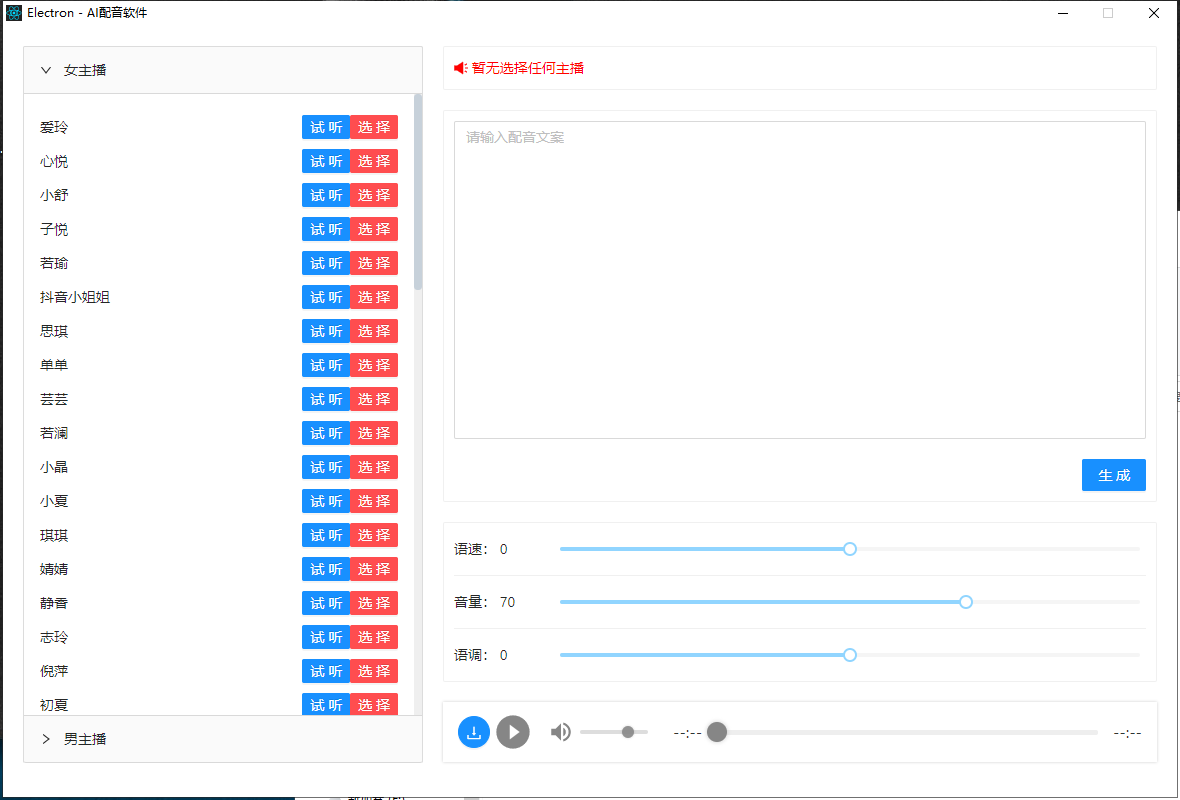 Electron - AI配音软件
女主播
爱玲 试 听 选 择
心悦 试 听 选 择
小舒 试 听 选 择
子悦 试 听 选 择
若瑜 试 听 选 择
抖音小姐姐 试 听 选 择
思琪 试 听 选 择
单单 试 听 选 择
芸芸 试 听 选 择
若澜 试 听 选 择
小晶 试 听 选 择
小夏 试 听 选 择
琪琪 试 听 选 择
婧婧 试 听 选 择
静香 试 听 选 择
志玲 试 听 选 择
倪萍 试 听 选 择
初夏 试 听 选 择
男主播
暂无选择任何主播
请输入配音文案
生 成
语速： 0
音量： 70
语调： 0
--:-- --:--